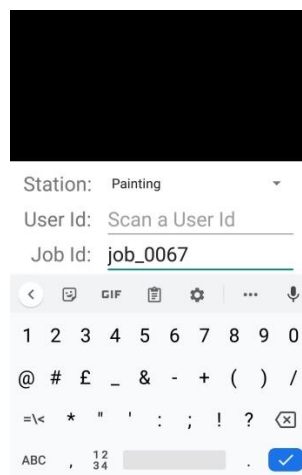 Station: Painting
User Id: Scan a User Id
Job Id: job_0067
GIF
1 2 3 4 5 6 7 8 9 0
@ # £ _ & - + ( ) /
=\< * " ' : ; ! ?
ABC , 12 34 .